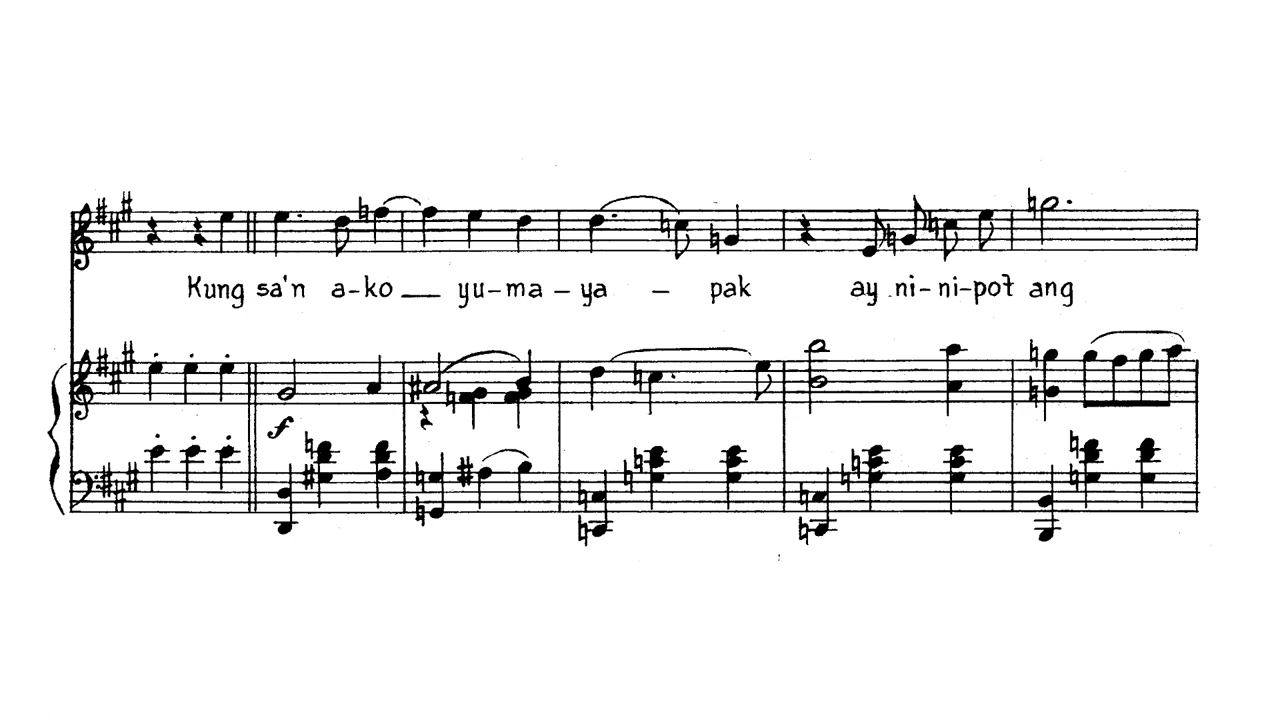 Kung sa'n a-ko — yu-ma-ya - pak ay ni-ni-pot ang
f